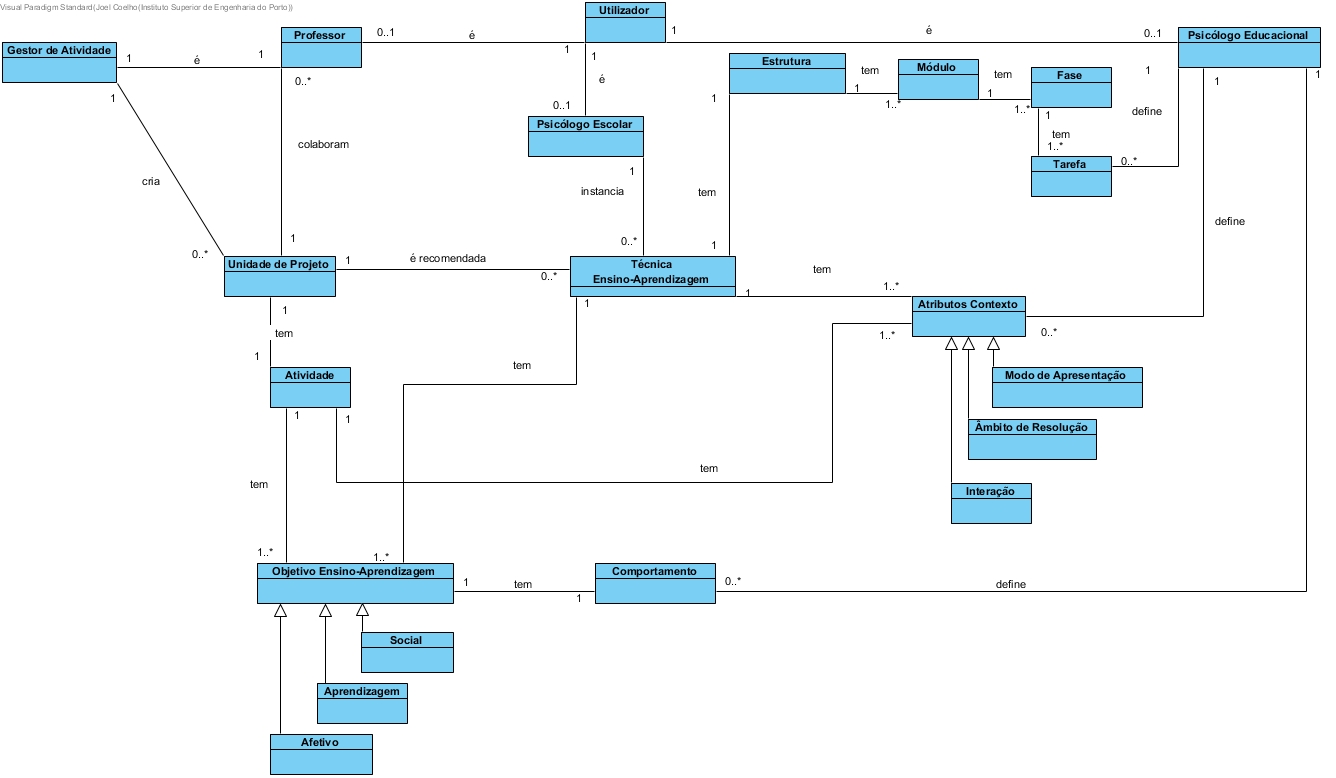 Visual Paradigm Standard(Joel Coelho(Instituto Superior de Engenharia do Porto))
Utilizador
Professor
0..1
é
1
1
é
0..1
Psicólogo Educacional
Gestor de Atividade
1
é
1
1
é
Estrutura
tem
Módulo
tem
Fase
1
1
0..*
1
1
1
1..*
1
1..*
1
define
0..1
Psicólogo Escolar
tem
1..*
colaboram
Tarefa
0..*
cria
1
instancia
tem
define
1
0..*
1
0..*
Unidade de Projeto
1
é recomendada
0..*
Técnica
Ensino-Aprendizagem
tem
1
1..*
1
1
Atributos Contexto
tem
1..*
0..*
1
tem
Atividade
Modo de Apresentação
1
1
Âmbito de Resolução
tem
tem
Interação
1..*
1..*
Objetivo Ensino-Aprendizagem
1
tem
1
Comportamento
0..*
define
Social
Aprendizagem
Afetivo